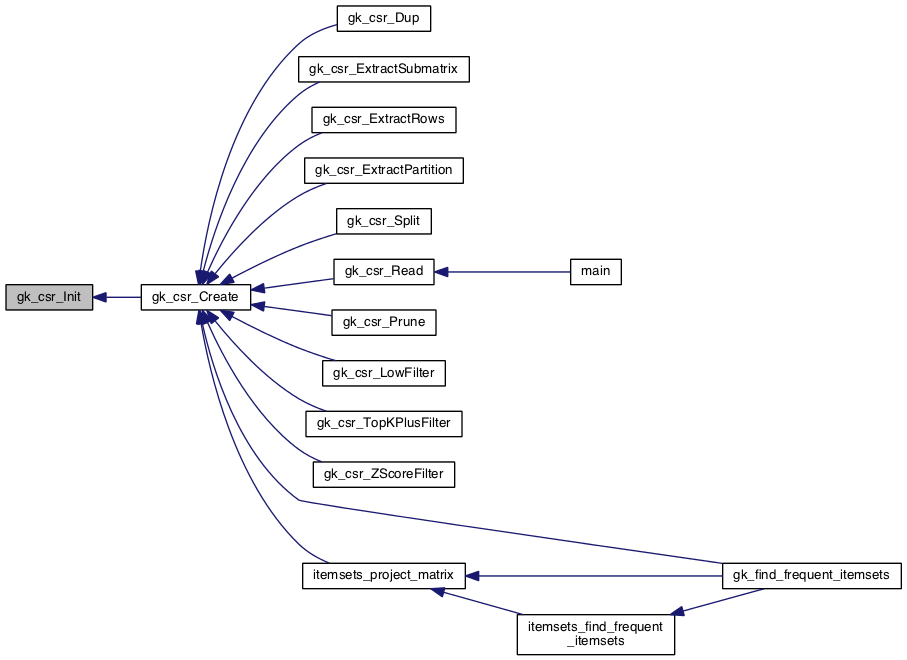 gk_csr_Dup
gk_csr_ExtractSubmatrix
gk_csr_ExtractRows
gk_csr_ExtractPartition
gk_csr_Split
gk_csr_Read
main
gk_csr_Init
gk_csr_Create
gk_csr_Prune
gk_csr_LowFilter
gk_csr_TopKPlusFilter
gk_csr_ZScoreFilter
itemsets_project_matrix
gk_find_frequent_itemsets
itemsets_find_frequent
_itemsets